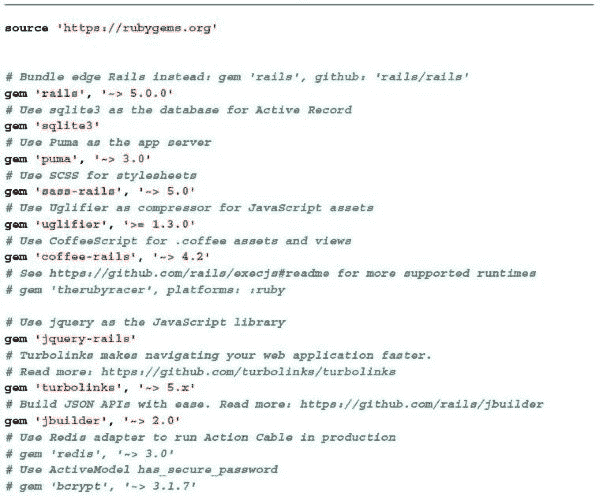 source 'https://rubygems.org'
# Bundle edge Rails instead: gem 'rails', github: 'rails/rails'
gem 'rails', '~> 5.0.0'
# Use sqlite3 as the database for Active Record
gem 'sqlite3'
# Use Puma as the app server
gem 'puma', '~> 3.0'
# Use SCSS for stylesheets
gem 'sass-rails', '~> 5.0'
# Use Uglifier as compressor for JavaScript assets
gem 'uglifier', '>= 1.3.0'
# Use CoffeeScript for .coffee assets and views
gem 'coffee-rails', '~> 4.2'
# See https://github.com/rails/execjs#readme for more supported runtimes
# gem 'therubyracer', platforms: :ruby
# Use jquery as the JavaScript library
gem 'jquery-rails'
# Turbolinks makes navigating your web application faster.
# Read more: https://github.com/turbolinks/turbolinks
gem 'turbolinks', '~> 5.x'
# Build JSON APIs with ease. Read more: https://github.com/rails/jbuilder
gem 'jbuilder', '~> 2.0'
# Use Redis adapter to run Action Cable in production
# gem 'redis', '~> 3.0'
# Use ActiveModel has_secure_password
# gem 'bcrypt', '~> 3.1.7'